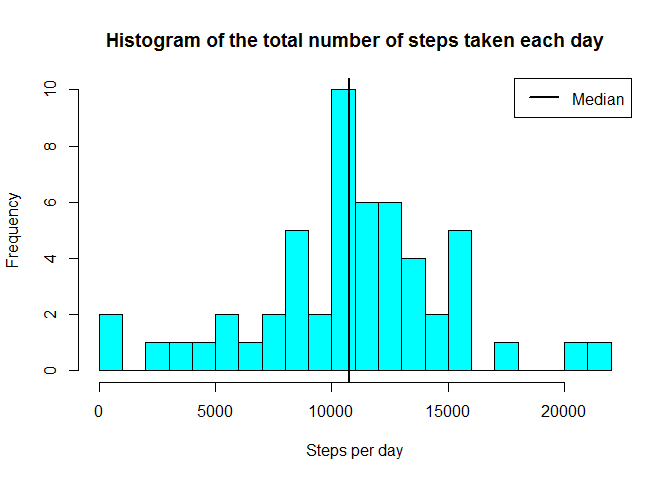 Histogram of the total number of steps taken each day
Median
Frequency
10
8
6
4
2
0
0 5000 10000 15000 20000
Steps per day